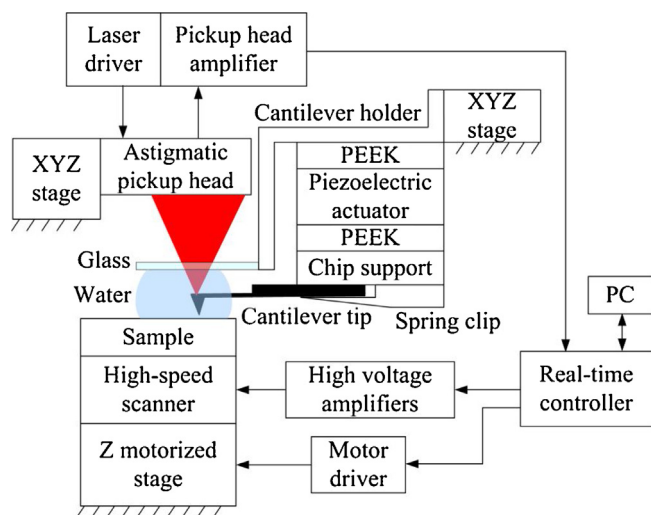 Laser
driver
Pickup head
amplifier
Cantilever holder
XYZ
stage
XYZ
stage
Astigmatic
pickup head
PEEK
Piezoelectric
actuator
PEEK
Chip support
Glass
Water
Cantilever tip
Spring clip
PC
Sample
High-speed
scanner
High voltage
amplifiers
Real-time
controller
Z motorized
stage
Motor
driver